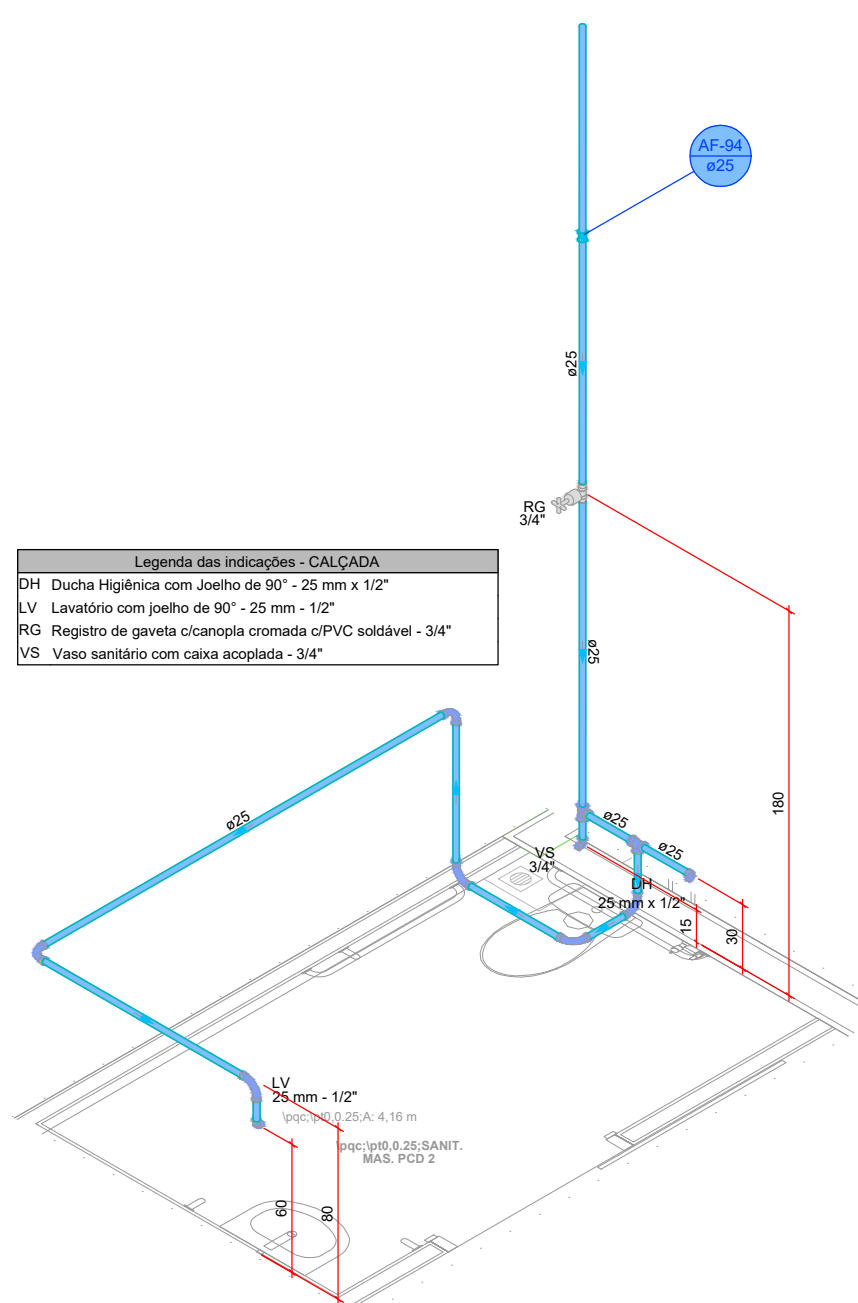 AF-94
ø25
ø25
RG
3/4"
Legenda das indicações - CALÇADA
DH Ducha Higiênica com Joelho de 90° - 25 mm x 1/2"
LV Lavatório com joelho de 90° - 25 mm - 1/2"
RG Registro de gaveta c/canopla cromada c/PVC soldável - 3/4"
VS Vaso sanitário com caixa acoplada - 3/4"
ø25
180
ø25
ø25
ø25
VS
3/4"
DH
25 mm x 1/2"
15
30
LV
25 mm - 1/2"
\pqc;\pt0,0.25;A: 4,16 m
\pqc;\pt0,0.25;SANIT.
MAS. PCD 2
60
80